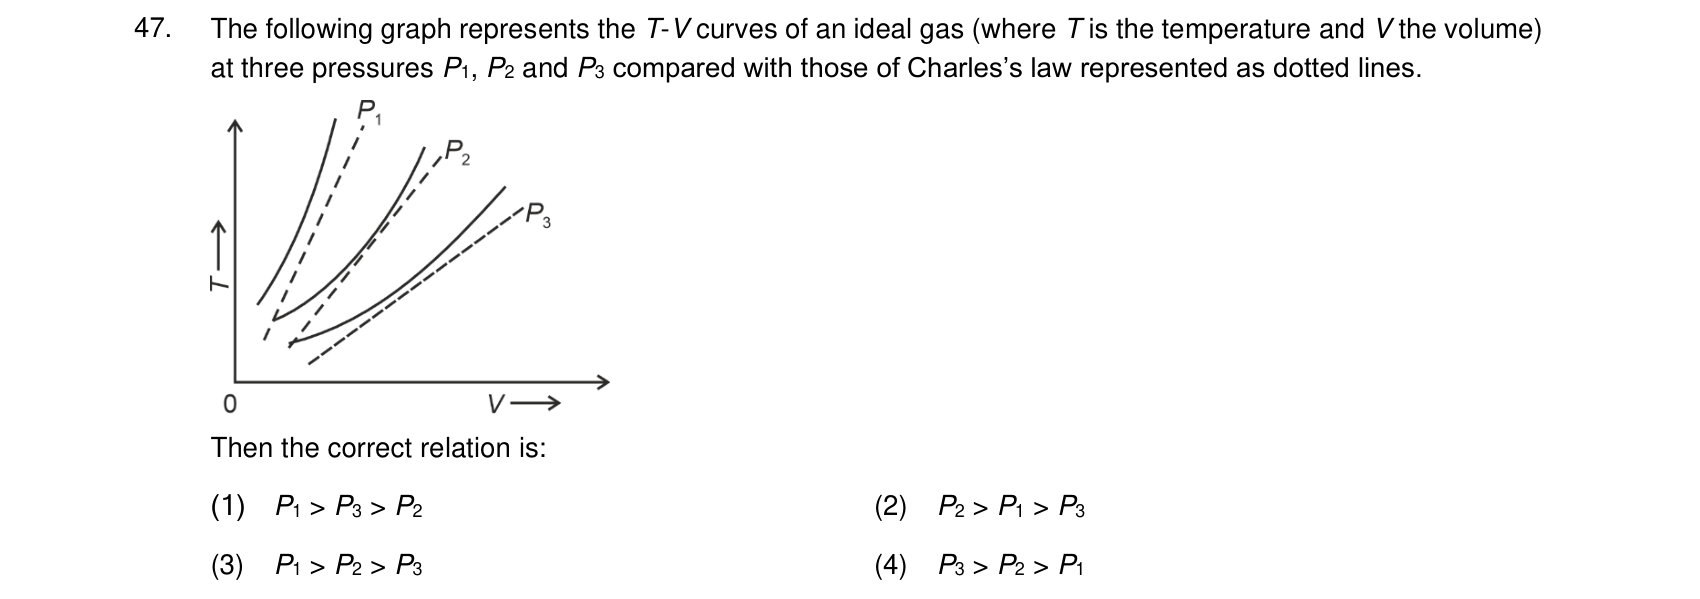 47. The following graph represents the T-V curves of an ideal gas (where T is the temperature and V the volume)
at three pressures P1, P2 and P3 compared with those of Charles's law represented as dotted lines.
P1
P2
P3
T
0
V
Then the correct relation is:
(1) P1 > P3 > P2 (2) P2 > P1 > P3
(3) P1 > P2 > P3 (4) P3 > P2 > P1